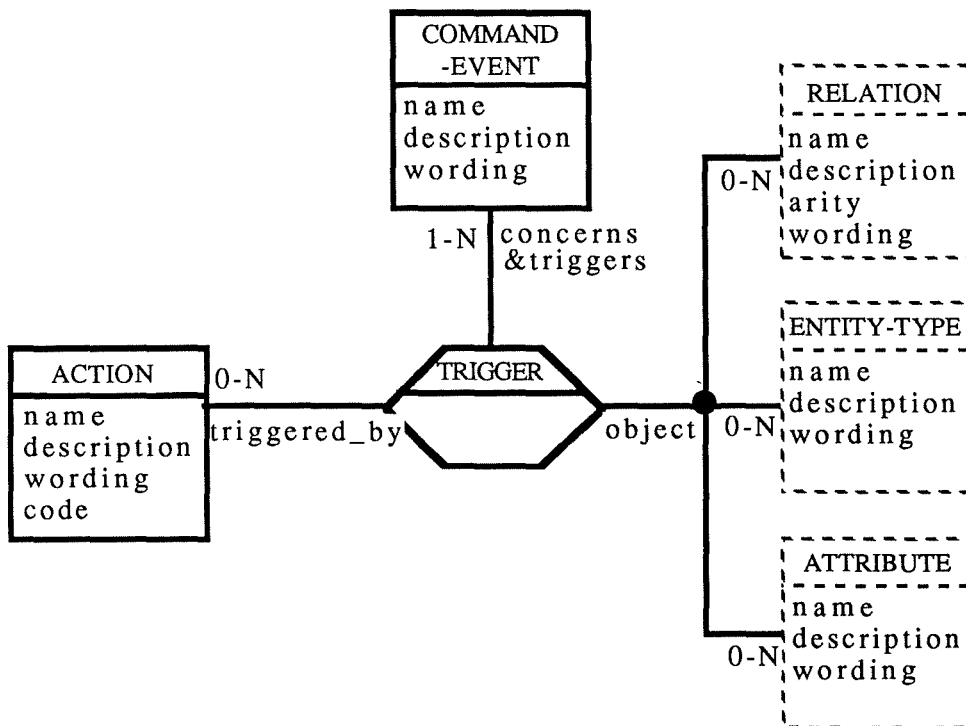 COMMAND
-EVENT
name
description
wording
1-N concerns
&triggers
ACTION
name
description
wording
code
0-N
triggered_by
TRIGGER
object
RELATION
name
description
arity
wording
0-N
ENTITY-TYPE
name
description
wording
0-N
ATTRIBUTE
name
description
wording
0-N